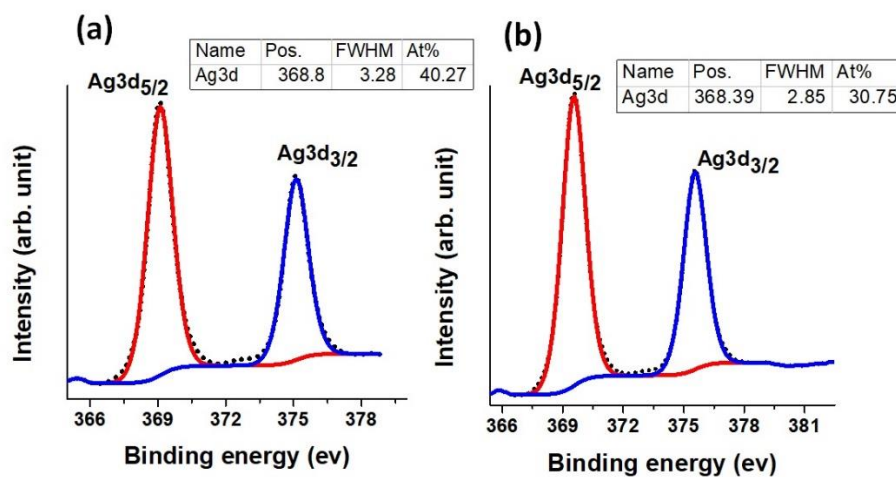 (a)
Name Pos. FWHM At%
Ag3d 368.8 3.28 40.27
Ag3d5/2
Ag3d3/2
Intensity (arb. unit)
366 369 372 375 378
Binding energy (ev)
(b)
Name Pos. FWHM At%
Ag3d 368.39 2.85 30.75
Ag3d5/2
Ag3d3/2
Intensity (arb. unit)
366 369 372 375 378 381
Binding energy (ev)